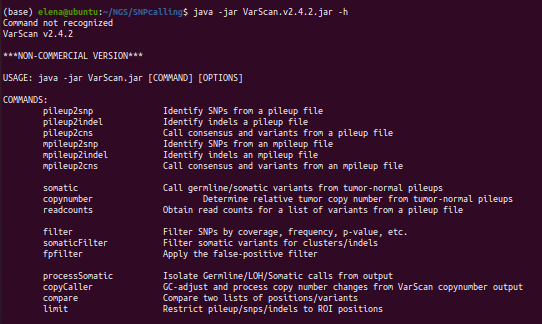 (base) elena@ubuntu:~/NGS/SNPcalling$ java -jar VarScan.v2.4.2.jar -h
Command not recognized
VarScan v2.4.2
***NON-COMMERCIAL VERSION***
USAGE: java -jar VarScan.jar [COMMAND] [OPTIONS]
COMMANDS:
pileup2snp Identify SNPs from a pileup file
pileup2indel Identify indels a pileup file
pileup2cns Call consensus and variants from a pileup file
mpileup2snp Identify SNPs from an mpileup file
mpileup2indel Identify indels an mpileup file
mpileup2cns Call consensus and variants from an mpileup file
somatic Call germline/somatic variants from tumor-normal pileups
copynumber Determine relative tumor copy number from tumor-normal pileups
readcounts Obtain read counts for a list of variants from a pileup file
filter Filter SNPs by coverage, frequency, p-value, etc.
somaticFilter Filter somatic variants for clusters/indels
fpfilter Apply the false-positive filter
processSomatic Isolate Germline/LOH/Somatic calls from output
copyCaller GC-adjust and process copy number changes from VarScan copynumber output
compare Compare two lists of positions/variants
limit Restrict pileup/snps/indels to ROI positions